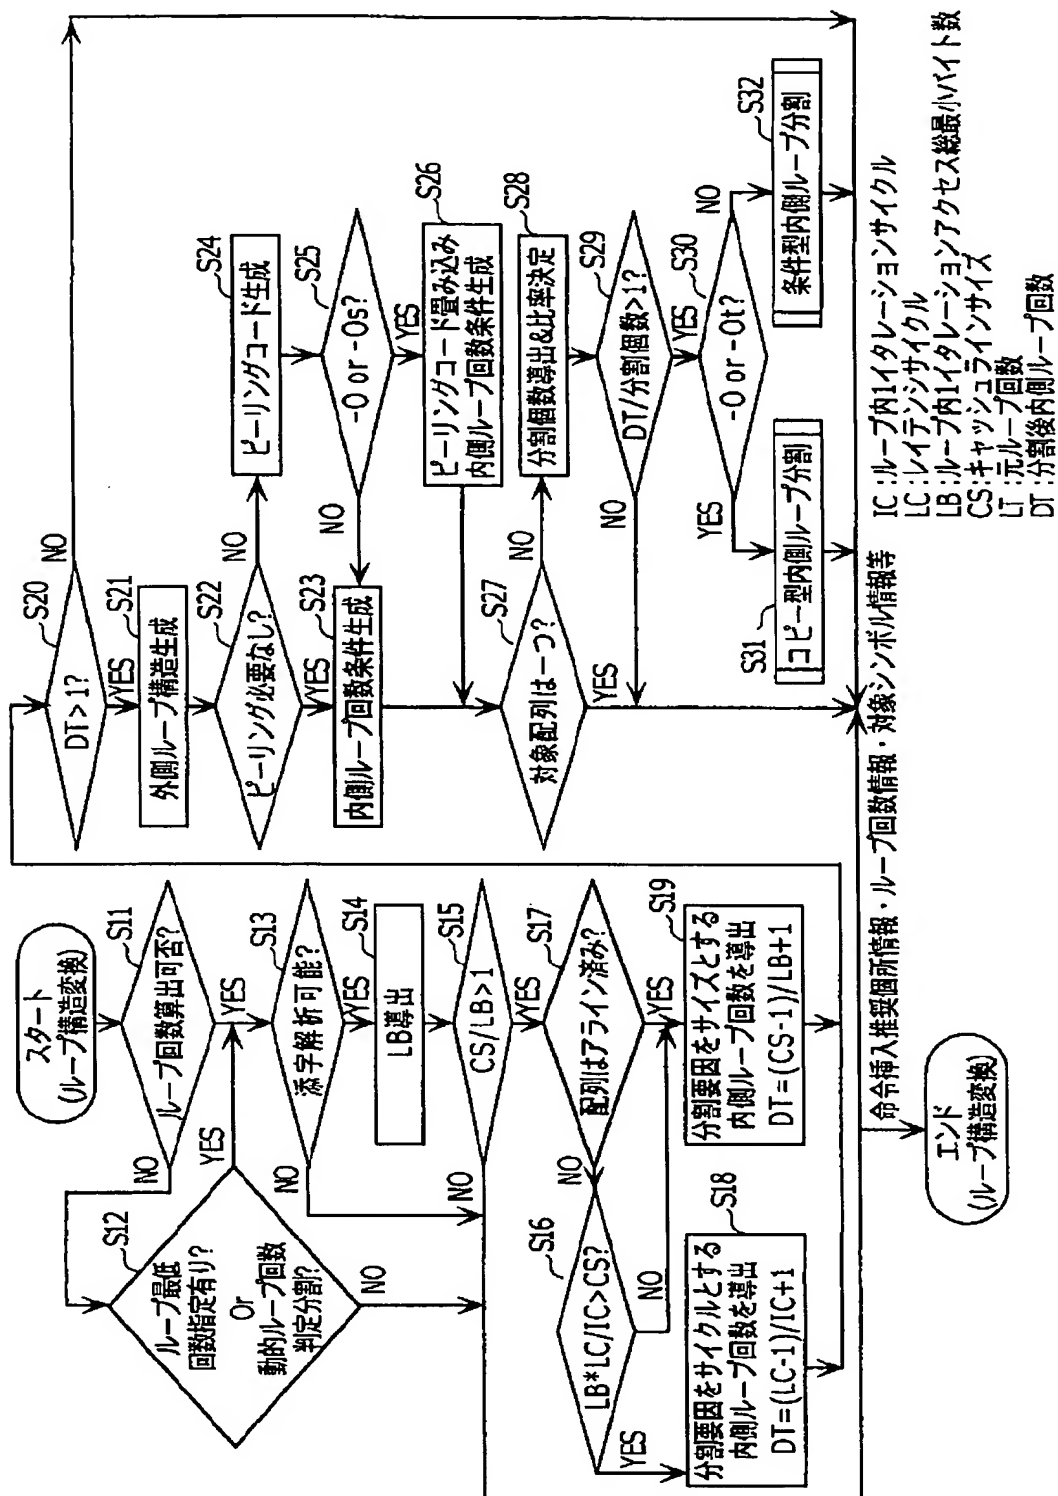 スタート
(ループ構造変換)
S11
ループ回数算出可否?
NO
YES
S12
ループ最低
回数指定有り?
Or
動的ループ回数
判定分割?
YES
NO
S13
添字解析可能?
NO
YES
S14
LB導出
S15
CS/LB>1
NO
YES
S17
配列はアライン済み?
NO
YES
S16
LB*LC/IC>CS?
YES
NO
S18
分割要因をサイクルとする
内側ループ回数を導出
DT=(LC-1)/IC+1
S19
分割要因をサイズとする
内側ループ回数を導出
DT=(CS-1)/LB+1
S20
DT>1?
NO
YES
S21
外側ループ構造生成
S22
ピーリング必要なし?
NO
YES
S23
内側ループ回数条件生成
S24
ピーリングコード生成
S25
-O or -Os?
NO
YES
S26
ピーリングコード畳み込み
内側ループ回数条件生成
S27
対象配列は一つ?
NO
YES
S28
分割個数導出&比率決定
S29
DT/分割個数>1?
NO
YES
S30
-O or -Ot?
YES
NO
S31
コピー型内側ループ分割
S32
条件型内側ループ分割
命令挿入推奨個所情報・ループ回数情報・対象シンボル情報等
エンド
(ループ構造変換)
IC:ループ内1イタレーションサイクル
LC:レイテンシサイクル
LB:ループ内1イタレーションアクセス総最小バイト数
CS:キャッシュラインサイズ
LT:元ループ回数
DT:分割後内側ループ回数